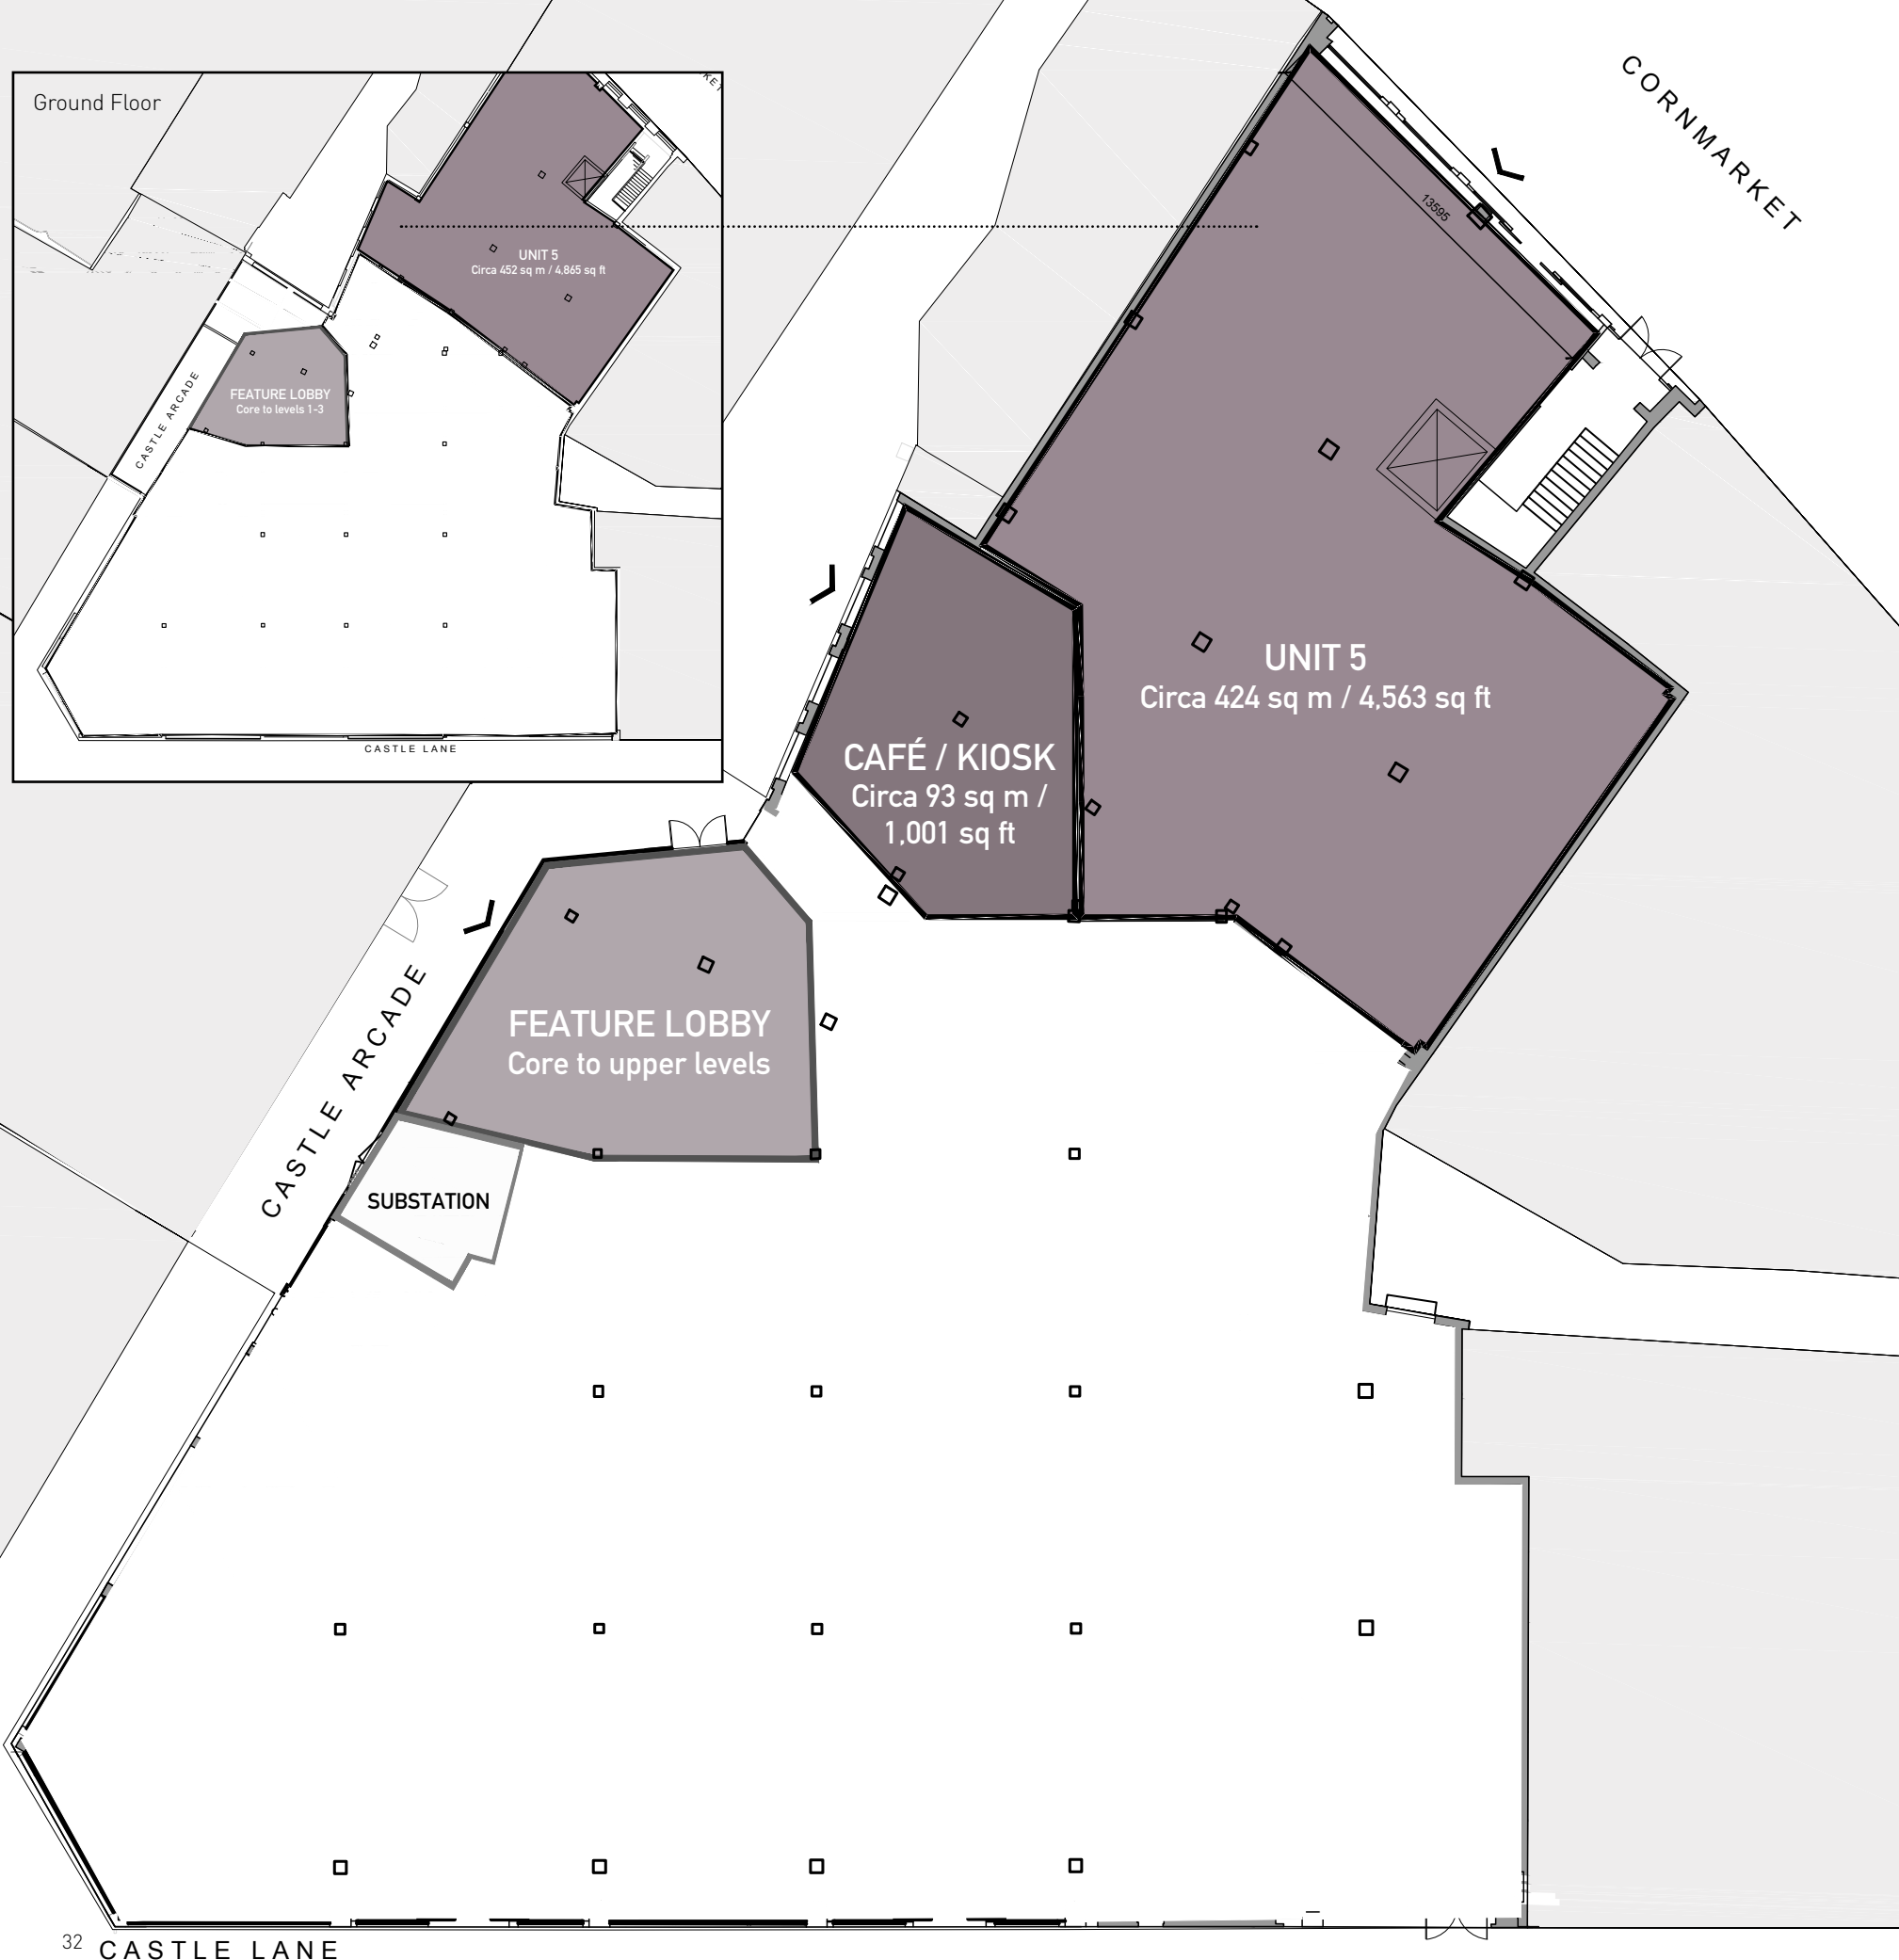 CORNMARKET
Ground Floor
13595
UNIT 5
Circa 452 sq m / 4,865 sq ft
FEATURE LOBBY
Core to levels 1-3
CASTLE ARCADE
CASTLE LANE
UNIT 5
Circa 424 sq m / 4,563 sq ft
CAFÉ / KIOSK
Circa 93 sq m /
1,001 sq ft
FEATURE LOBBY
Core to upper levels
CASTLE ARCADE
SUBSTATION
32
CASTLE LANE